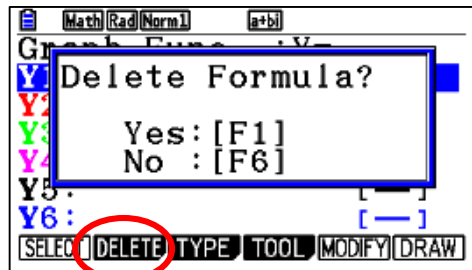 Math Rad Norm1 a+bi
Delete Formula?
Yes:[F1]
No :[F6]
Y5: [—]
Y6: [—]
SELECT DELETE TYPE TOOL MODIFY DRAW